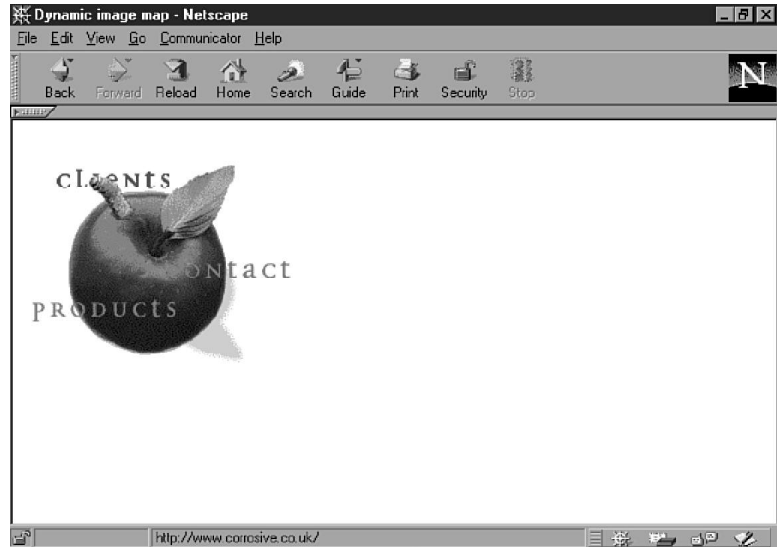 Dynamic image map - Netscape
File Edit View Go Communicator Help
Back Forward Reload Home Search Guide Print Security Stop
N
clients
contact
products
http://www.corrosive.co.uk/